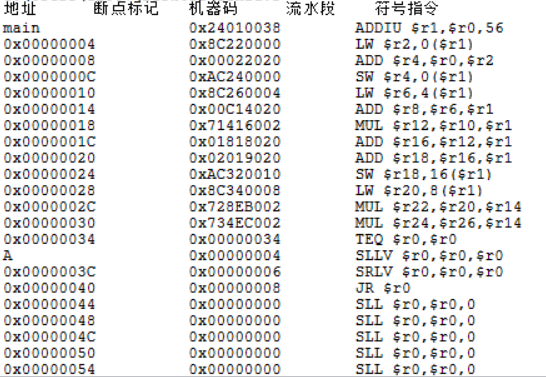 地址 断点标记 机器码 流水段 符号指令
main 0x24010038 ADDIU $r1,$r0,56
0x00000004 0x8C220000 LW $r2,0($r1)
0x00000008 0x00022020 ADD $r4,$r0,$r2
0x0000000C 0xAC240000 SW $r4,0($r1)
0x00000010 0x8C260004 LW $r6,4($r1)
0x00000014 0x00C14020 ADD $r8,$r6,$r1
0x00000018 0x71416002 MUL $r12,$r10,$r1
0x0000001C 0x01818020 ADD $r16,$r12,$r1
0x00000020 0x02019020 ADD $r18,$r16,$r1
0x00000024 0xAC320010 SW $r18,16($r1)
0x00000028 0x8C340008 LW $r20,8($r1)
0x0000002C 0x728EB002 MUL $r22,$r20,$r14
0x00000030 0x734EC002 MUL $r24,$r26,$r14
0x00000034 0x00000034 TEQ $r0,$r0
A 0x00000004 SLLV $r0,$r0,$r0
0x0000003C 0x00000006 SRLV $r0,$r0,$r0
0x00000040 0x00000008 JR $r0
0x00000044 0x00000000 SLL $r0,$r0,0
0x00000048 0x00000000 SLL $r0,$r0,0
0x0000004C 0x00000000 SLL $r0,$r0,0
0x00000050 0x00000000 SLL $r0,$r0,0
0x00000054 0x00000000 SLL $r0,$r0,0